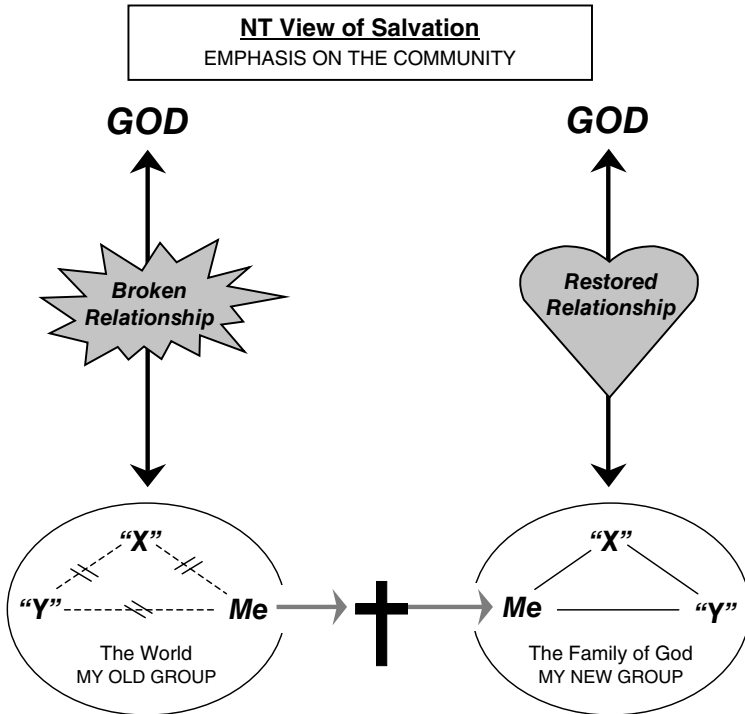 NT View of Salvation
EMPHASIS ON THE COMMUNITY
GOD
GOD
Broken
Relationship
Restored
Relationship
“X”
“Y”
Me
The World
MY OLD GROUP
“X”
Me
“Y”
The Family of God
MY NEW GROUP